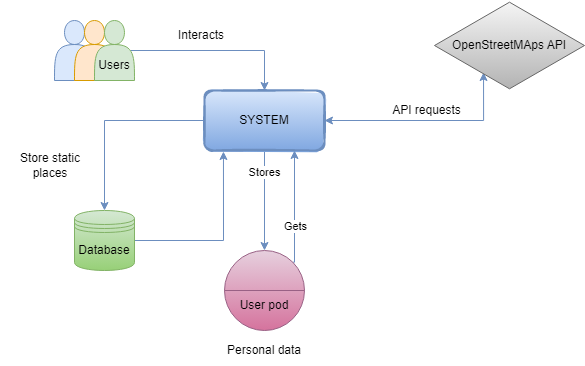 Interacts
OpenStreetMAps API
Users
API requests
SYSTEM
Store static
places
Stores
Gets
Database
User pod
Personal data